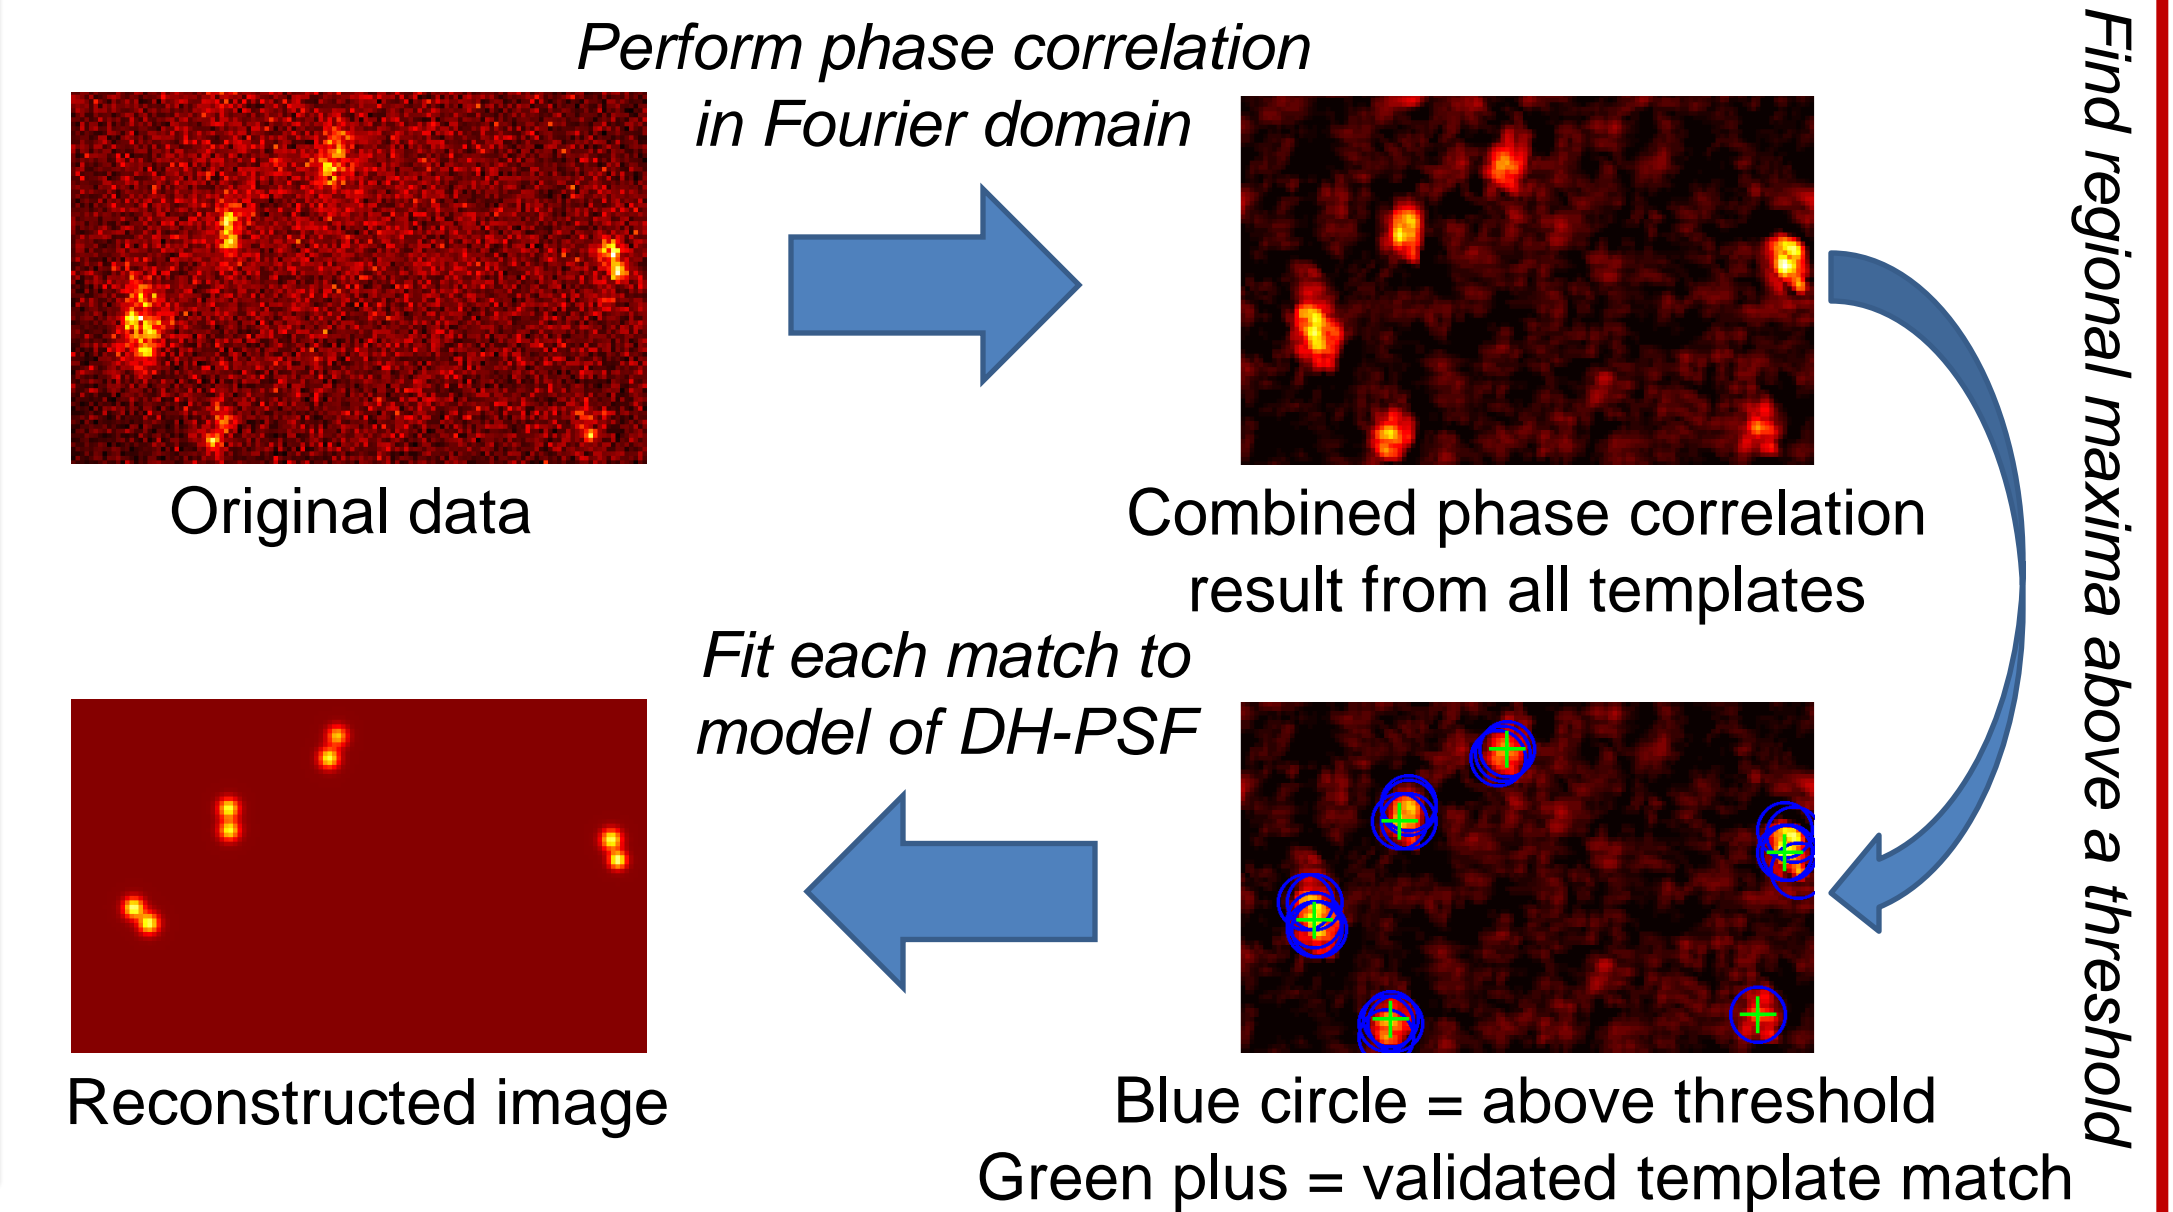 Perform phase correlation
in Fourier domain
Original data
Combined phase correlation
result from all templates
Find regional maxima above a threshold
Fit each match to
model of DH-PSF
Reconstructed image
Blue circle = above threshold
Green plus = validated template match